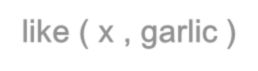 like ( x , garlic )